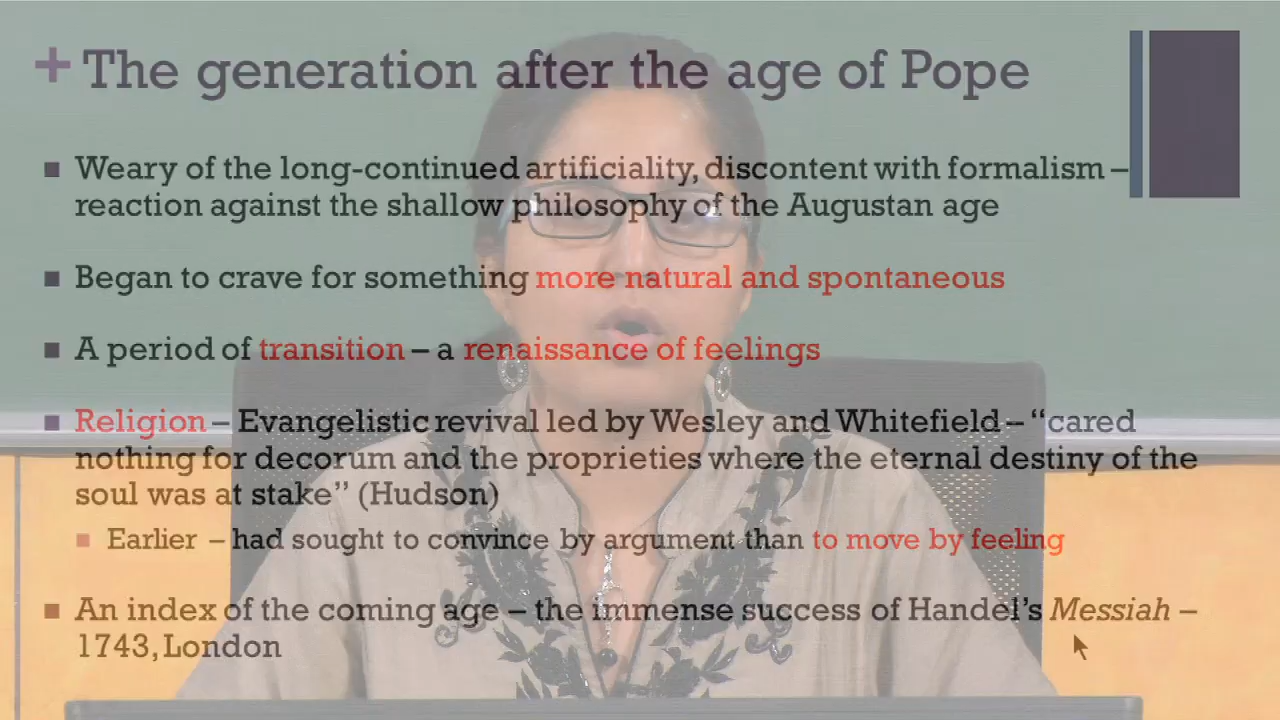 + The generation after the age of Pope
■ Weary of the long-continued artificiality, discontent with formalism –
reaction against the shallow philosophy of the Augustan age
■ Began to crave for something more natural and spontaneous
■ A period of transition – a renaissance of feelings
■ Religion – Evangelistic revival led by Wesley and Whitefield – “cared
nothing for decorum and the proprieties where the eternal destiny of the
soul was at stake” (Hudson)
■ Earlier – had sought to convince by argument than to move by feeling
■ An index of the coming age – the immense success of Handel’s Messiah –
1743, London